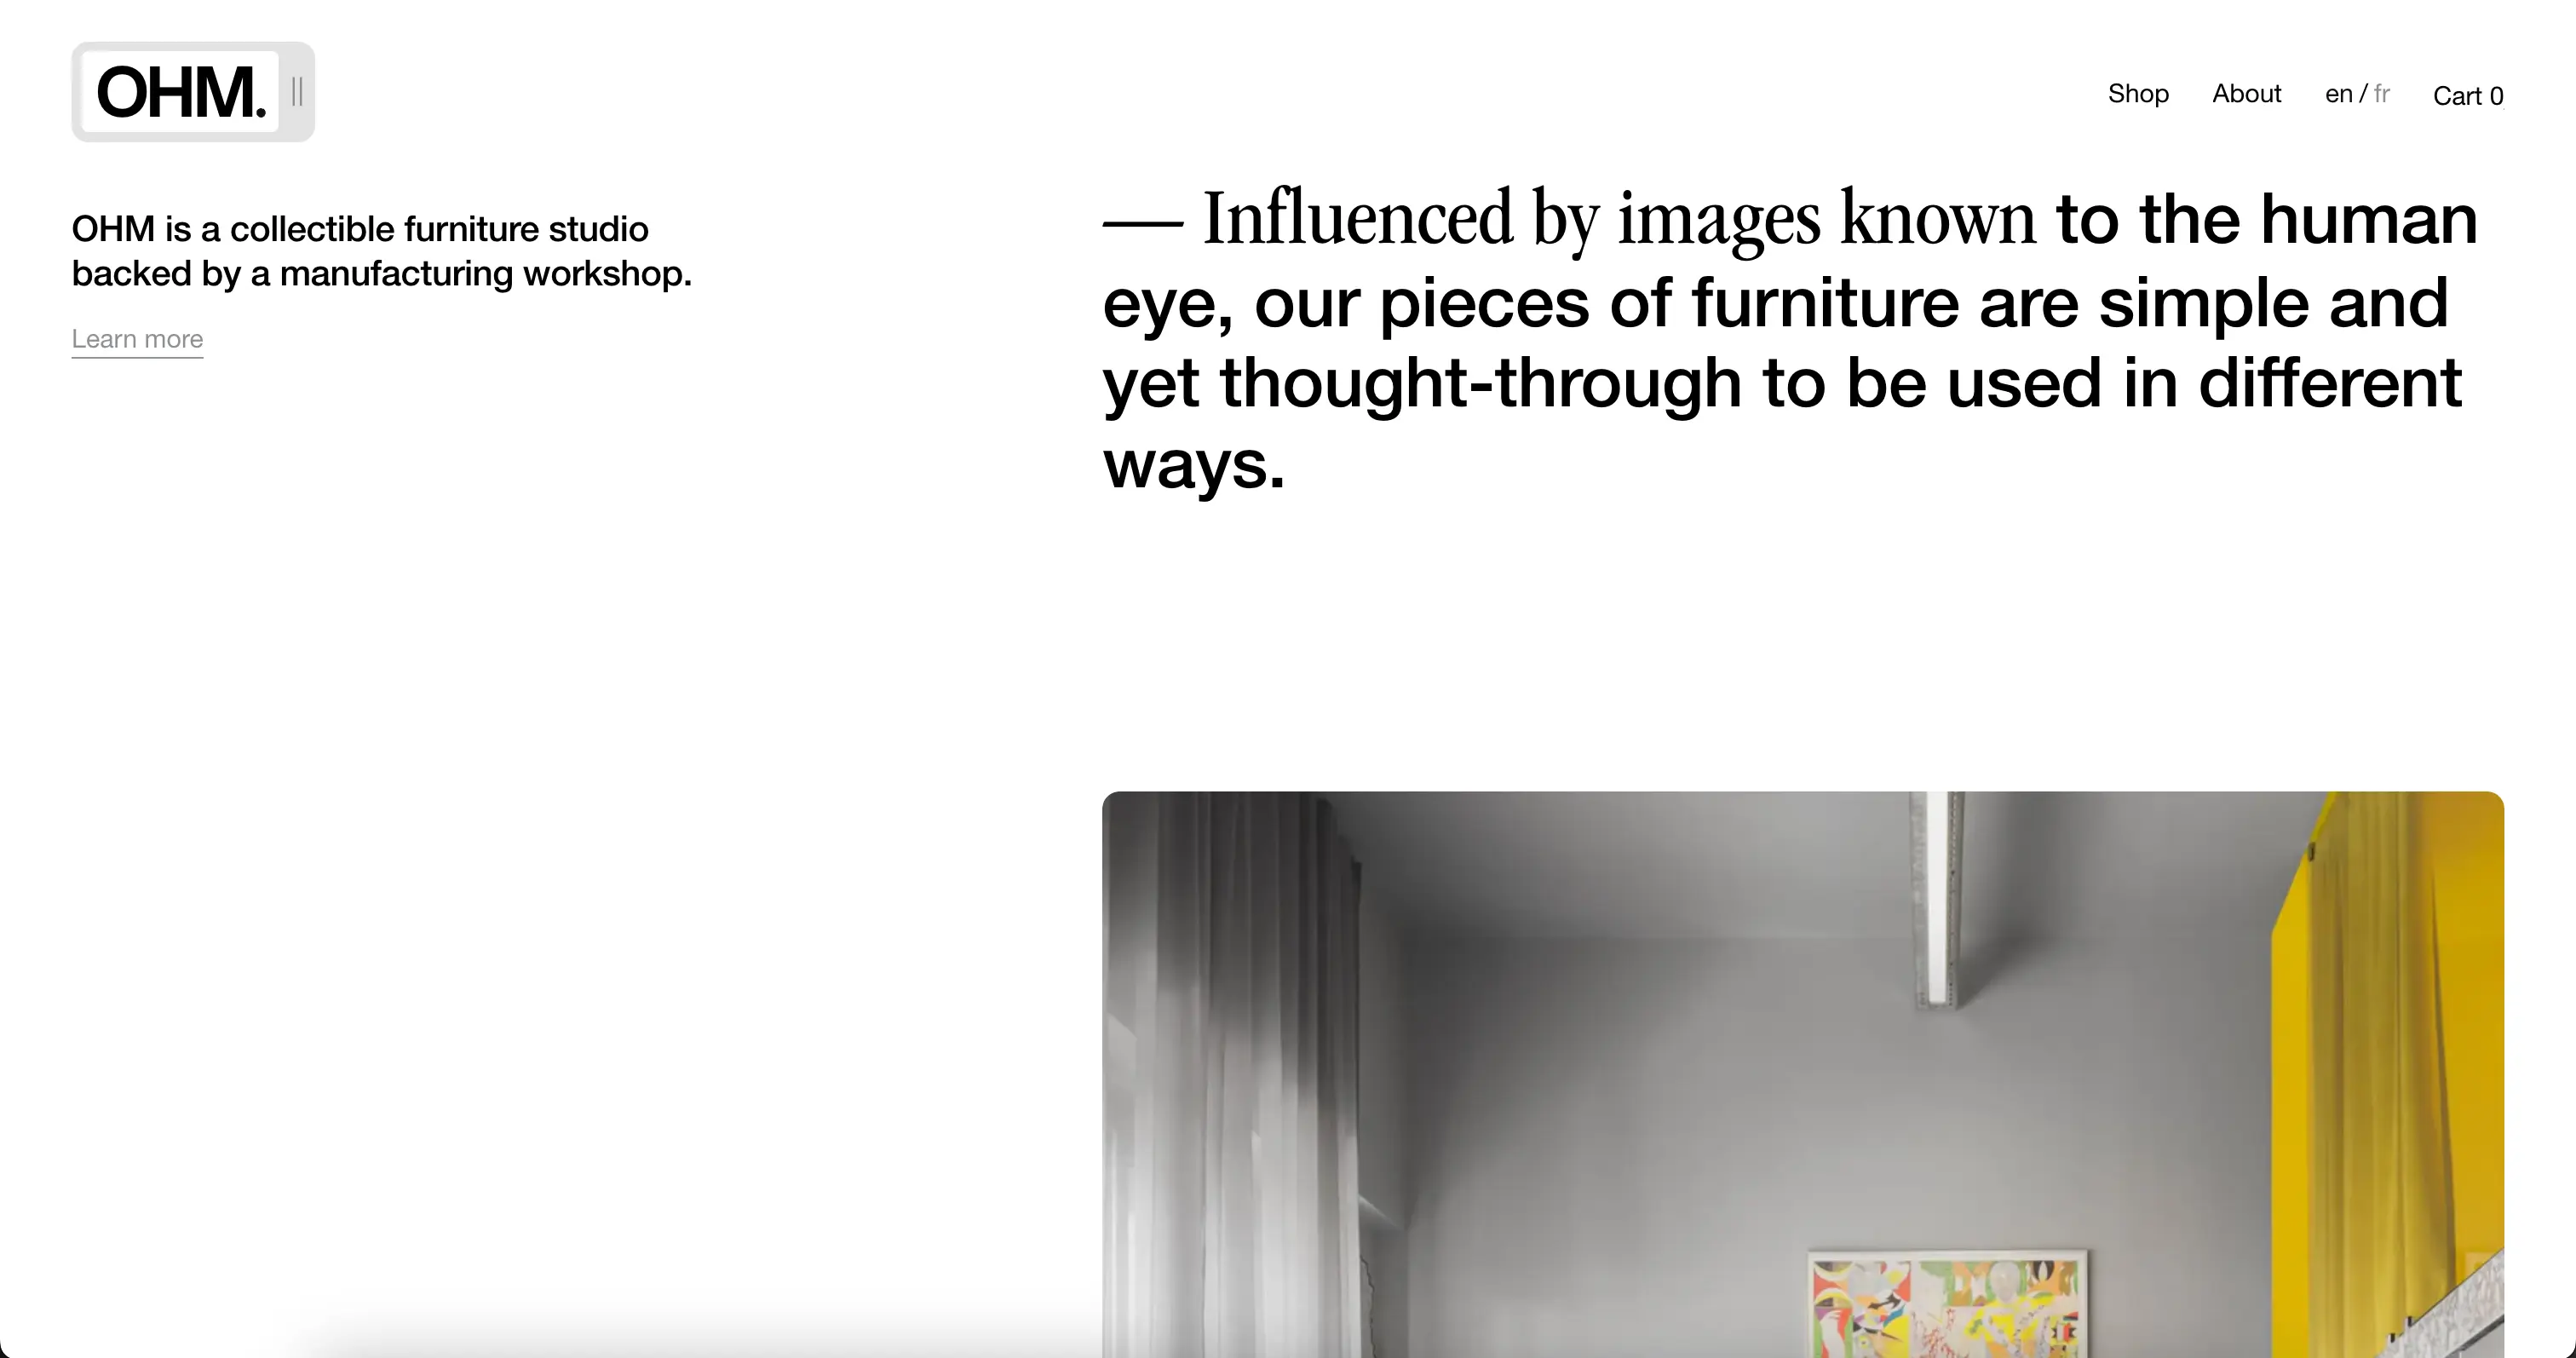 OHM.
Shop About en / fr Cart 0
OHM is a collectible furniture studio
backed by a manufacturing workshop.
Learn more
— Influenced by images known to the human
eye, our pieces of furniture are simple and
yet thought-through to be used in different
ways.